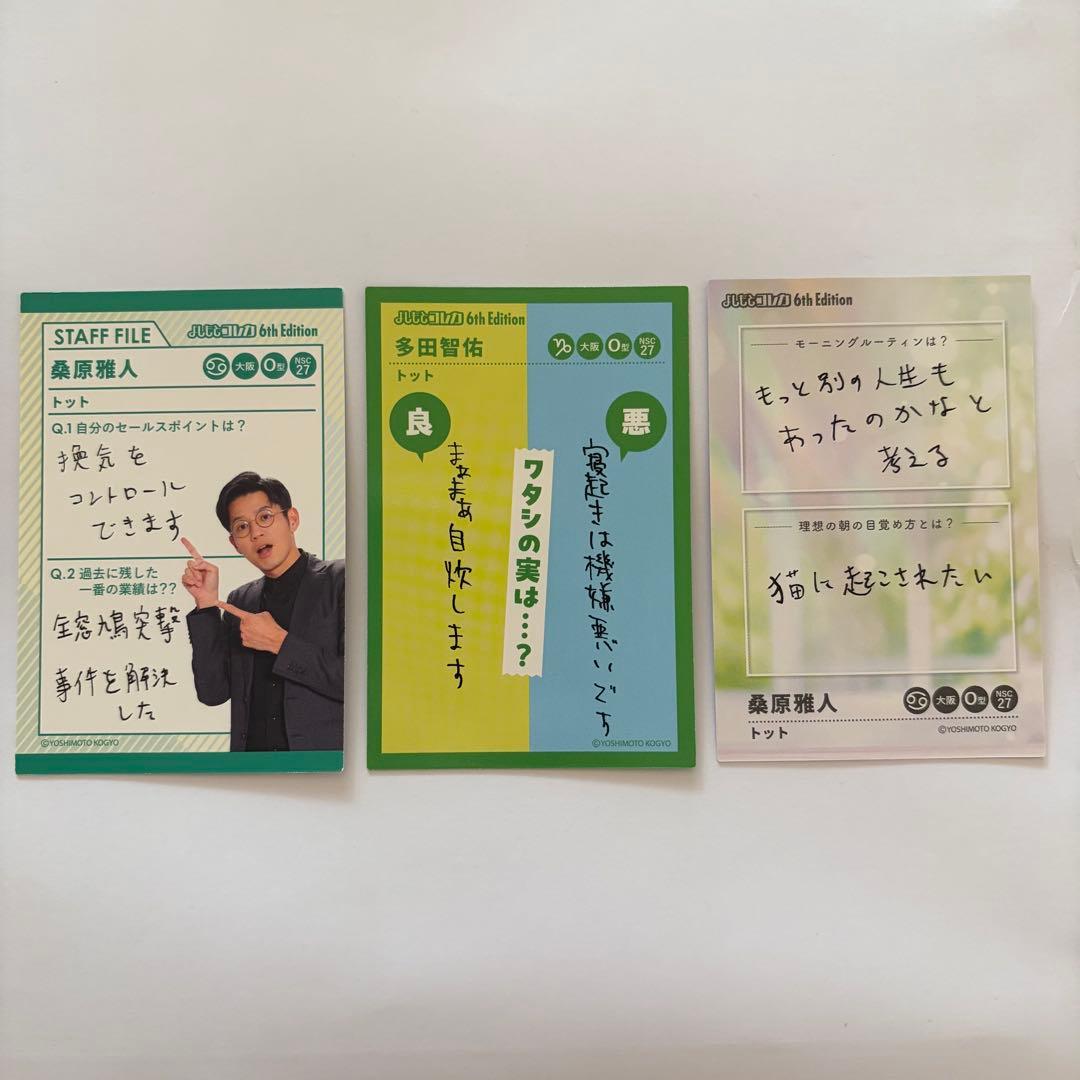 STAFF FILE
よしもとコレカ 6th Edition
桑原雅人
大阪 O型 NSC 27
トット
Q.1 自分のセールスポイントは?
換気を
コントロール
できます
Q.2 過去に残した
一番の業績は??
全窓鳩突撃
事件を解決
した
©YOSHIMOTO KOGYO
よしもとコレカ 6th Edition
多田智佑
大阪 O型 NSC 27
トット
良
まぁまぁ自炊します
ワタシの実は…?
悪
寝起きは機嫌悪いです
©YOSHIMOTO KOGYO
よしもとコレカ 6th Edition
モーニングルーティンは?
もっと別の人生も
あったのかなと
考える
理想の朝の目覚め方とは?
猫に起こされたい
桑原雅人
大阪 O型 NSC 27
トット
©YOSHIMOTO KOGYO